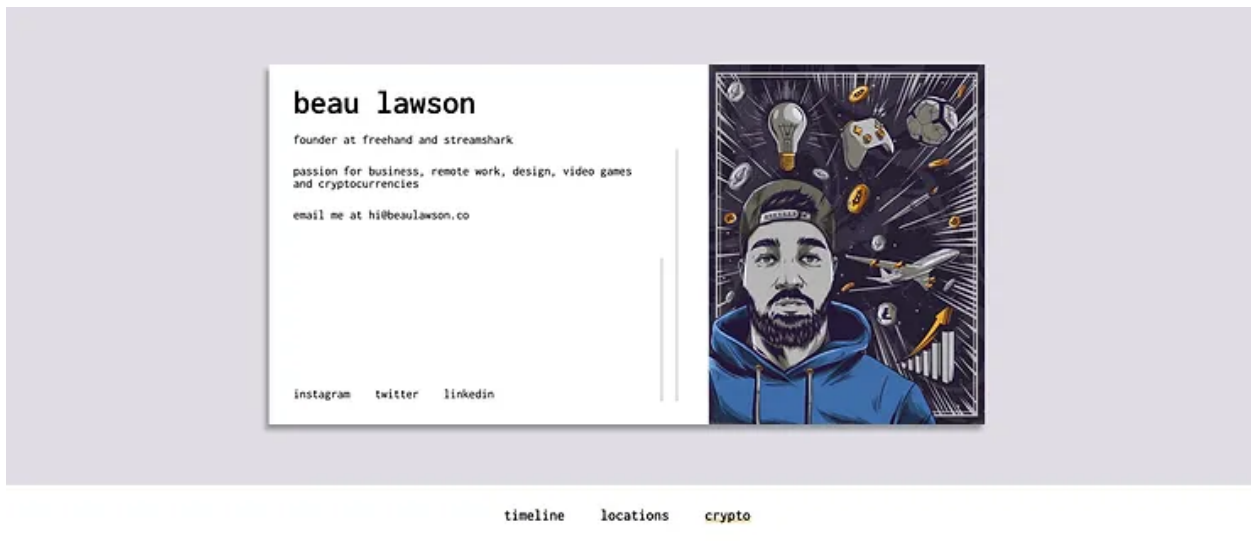 beau lawson
founder at freehand and streamshark
passion for business, remote work, design, video games
and cryptocurrencies
email me at hi@beaulawson.co
instagram twitter linkedin
timeline locations crypto